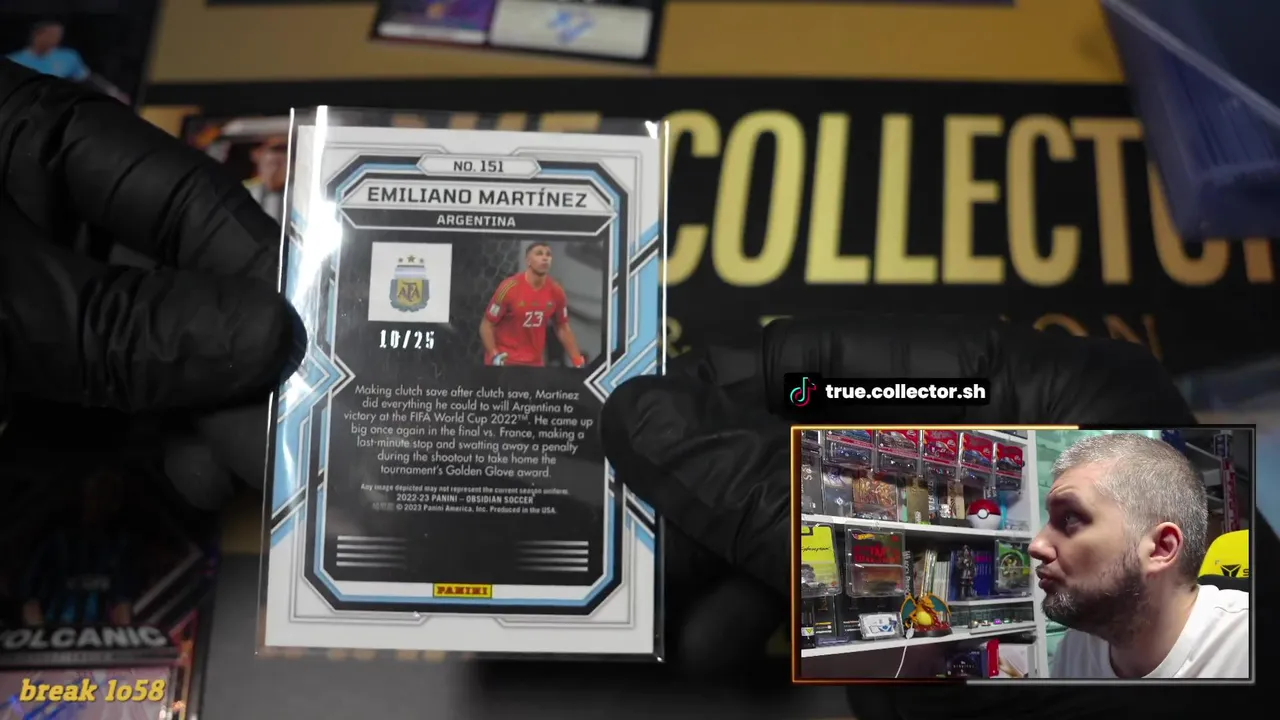 COLLECTOR
NO. 151
EMILIANO MARTÍNEZ
ARGENTINA
AFA
23
10/25
Making clutch save after clutch save, Martínez
did everything he could to will Argentina to
victory at the FIFA World Cup 2022™. He came up
big once again in the final vs. France, making a
last-minute stop and swatting away a penalty
during the shootout to take home the
tournament's Golden Glove award.
Any image depicted may not represent the current season uniform.
2022-23 PANINI – OBSIDIAN SOCCER
© 2023 Panini America, Inc. Produced in the USA.
PANINI
true.collector.sh
VOLCANIC
break 1o58